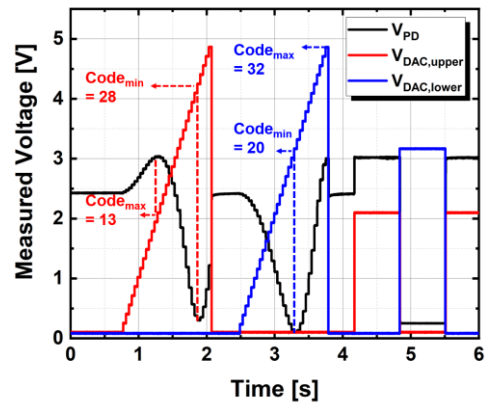 Measured Voltage [V]
5
4
3
2
1
0
Code_min
= 28
Code_max
= 13
Code_max
= 32
Code_min
= 20
V_PD
V_DAC,upper
V_DAC,lower
0 1 2 3 4 5 6
Time [s]